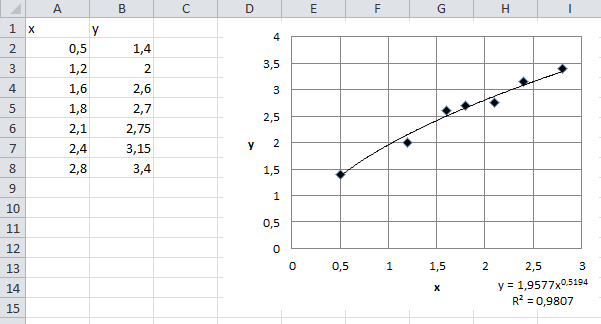 A B C D E F G H I
1 x y
2 0,5 1,4
3 1,2 2
4 1,6 2,6
5 1,8 2,7
6 2,1 2,75
7 2,4 3,15
8 2,8 3,4
9
10
11
12
13
14
15
4
3,5
3
2,5
y 2
1,5
1
0,5
0
0 0,5 1 1,5 2 2,5 3
x
y = 1,9577x^0,5194
R² = 0,9807